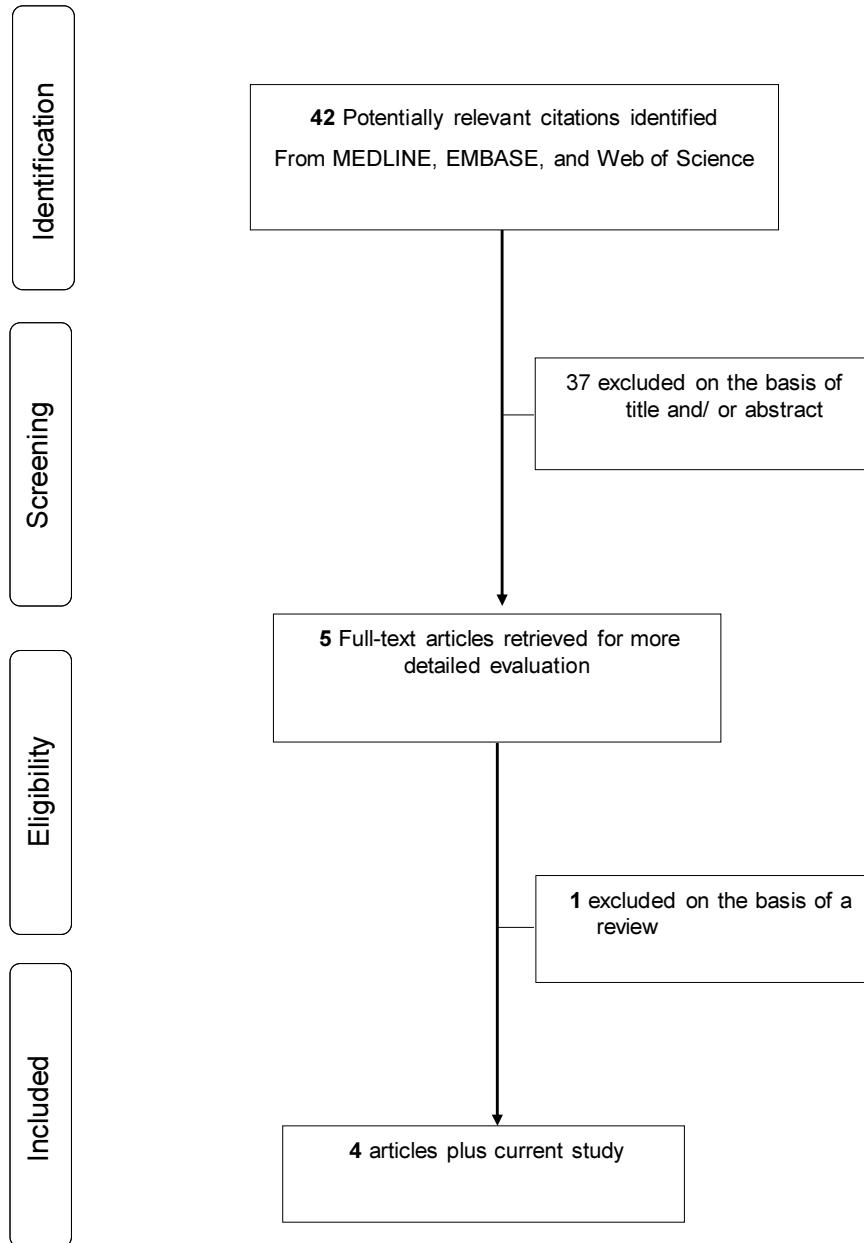 Identification
42 Potentially relevant citations identified
From MEDLINE, EMBASE, and Web of Science
Screening
37 excluded on the basis of
title and/ or abstract
5 Full-text articles retrieved for more
detailed evaluation
Eligibility
1 excluded on the basis of a
review
Included
4 articles plus current study